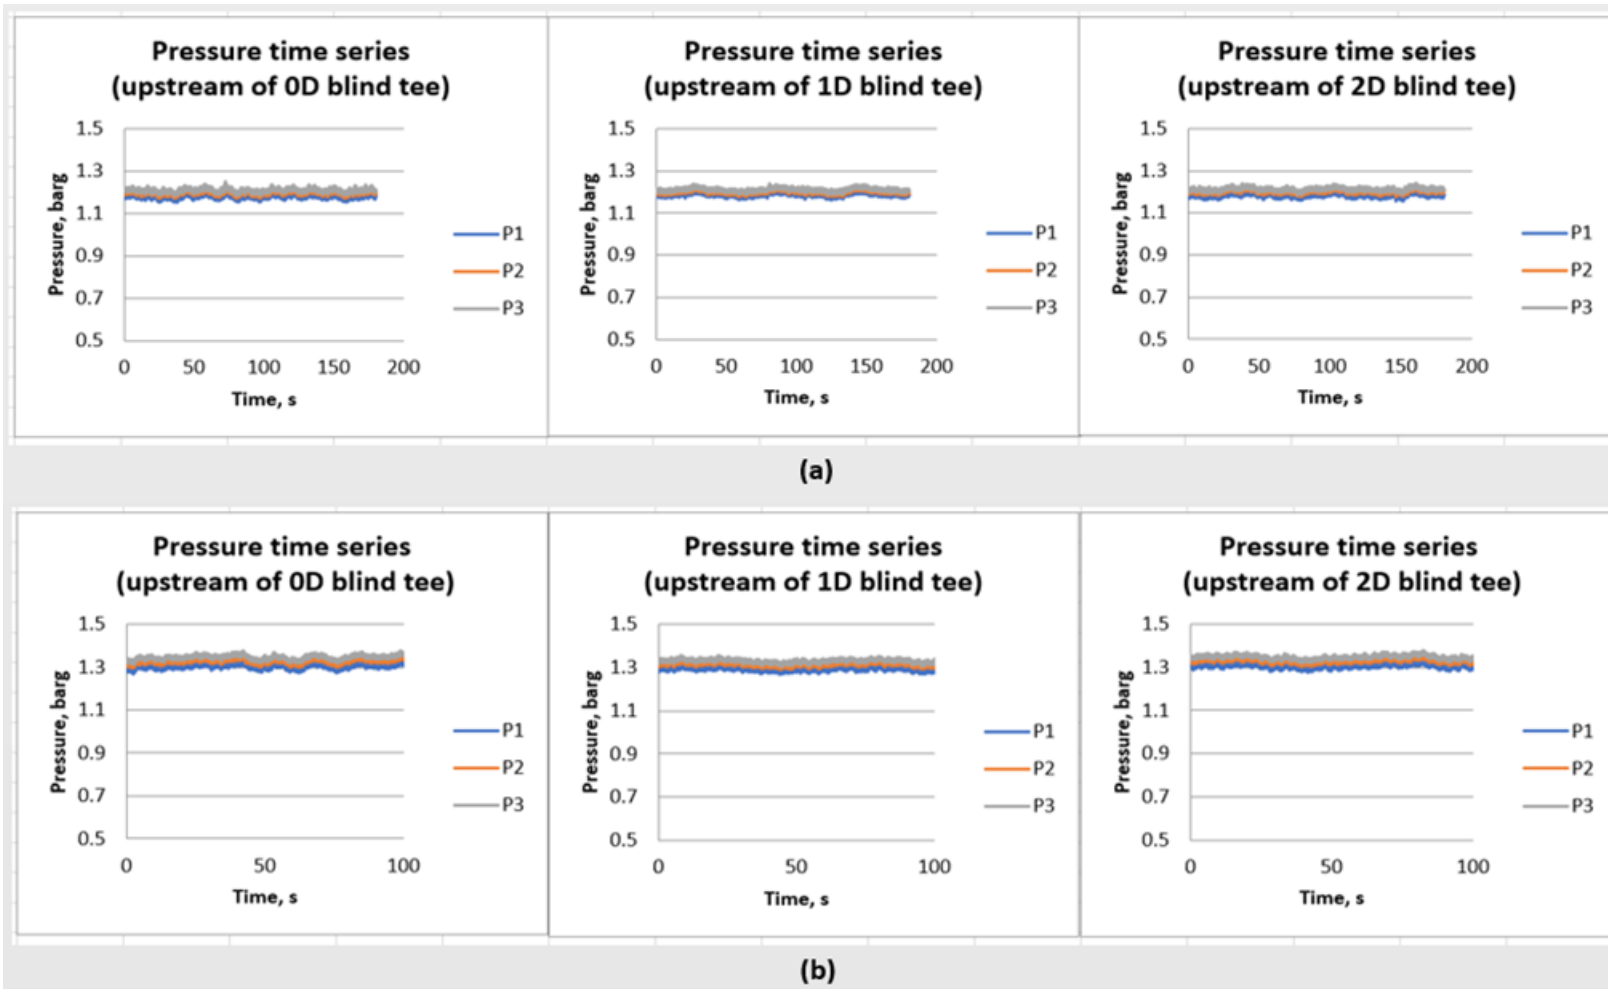 Pressure time series
(upstream of 0D blind tee)
1.5
1.3
1.1
0.9
0.7
0.5
Pressure, barg
0 50 100 150 200
Time, s
P1
P2
P3
Pressure time series
(upstream of 1D blind tee)
1.5
1.3
1.1
0.9
0.7
0.5
Pressure, barg
0 50 100 150 200
Time, s
P1
P2
P3
Pressure time series
(upstream of 2D blind tee)
1.5
1.3
1.1
0.9
0.7
0.5
Pressure, barg
0 50 100 150 200
Time, s
P1
P2
P3
(a)
Pressure time series
(upstream of 0D blind tee)
1.5
1.3
1.1
0.9
0.7
0.5
Pressure, barg
0 50 100
Time, s
P1
P2
P3
Pressure time series
(upstream of 1D blind tee)
1.5
1.3
1.1
0.9
0.7
0.5
Pressure, barg
0 50 100
Time, s
P1
P2
P3
Pressure time series
(upstream of 2D blind tee)
1.5
1.3
1.1
0.9
0.7
0.5
Pressure, barg
0 50 100
Time, s
P1
P2
P3
(b)